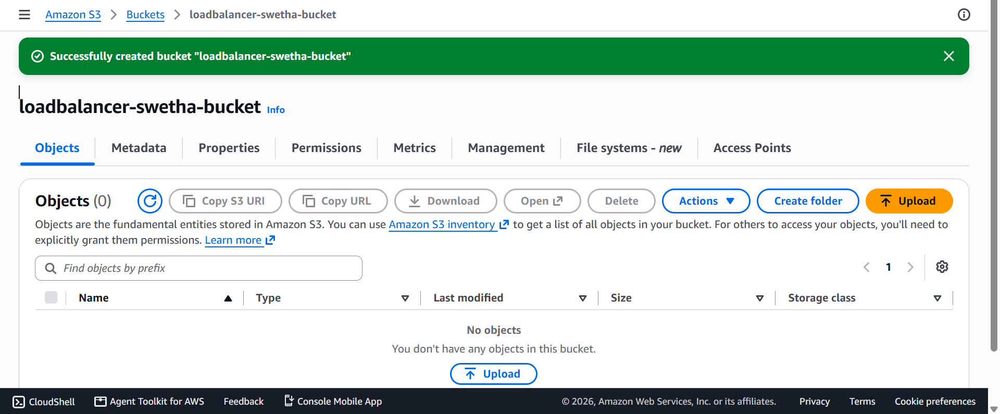 Amazon S3 > Buckets > loadbalancer-swetha-bucket
Successfully created bucket "loadbalancer-swetha-bucket"
loadbalancer-swetha-bucket Info
Objects Metadata Properties Permissions Metrics Management File systems - new Access Points
Objects (0) Copy S3 URI Copy URL Download Open Delete Actions Create folder Upload
Objects are the fundamental entities stored in Amazon S3. You can use Amazon S3 inventory to get a list of all objects in your bucket. For others to access your objects, you'll need to
explicitly grant them permissions. Learn more
Find objects by prefix 1
Name Type Last modified Size Storage class
No objects
You don't have any objects in this bucket.
Upload
CloudShell Agent Toolkit for AWS Feedback Console Mobile App © 2026, Amazon Web Services, Inc. or its affiliates. Privacy Terms Cookie preferences